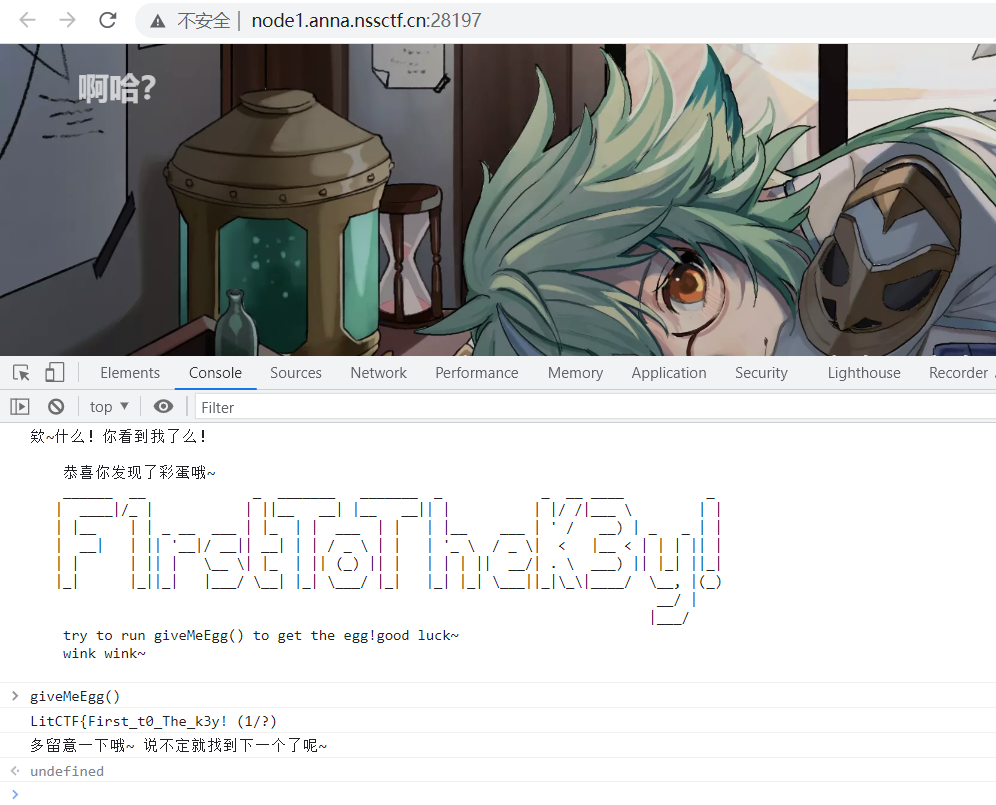 不安全 | node1.anna.nssctf.cn:28197
啊哈?
Elements Console Sources Network Performance Memory Application Security Lighthouse Recorder
top ▼ Filter
欸~什么！你看到我了么！
恭喜你发现了彩蛋哦~
F1rstToTheK3y!
try to run giveMeEgg() to get the egg!good luck~
wink wink~
> giveMeEgg()
LitCTF{First_t0_The_k3y! (1/?)
多留意一下哦~ 说不定就找到下一个了呢~
undefined
>